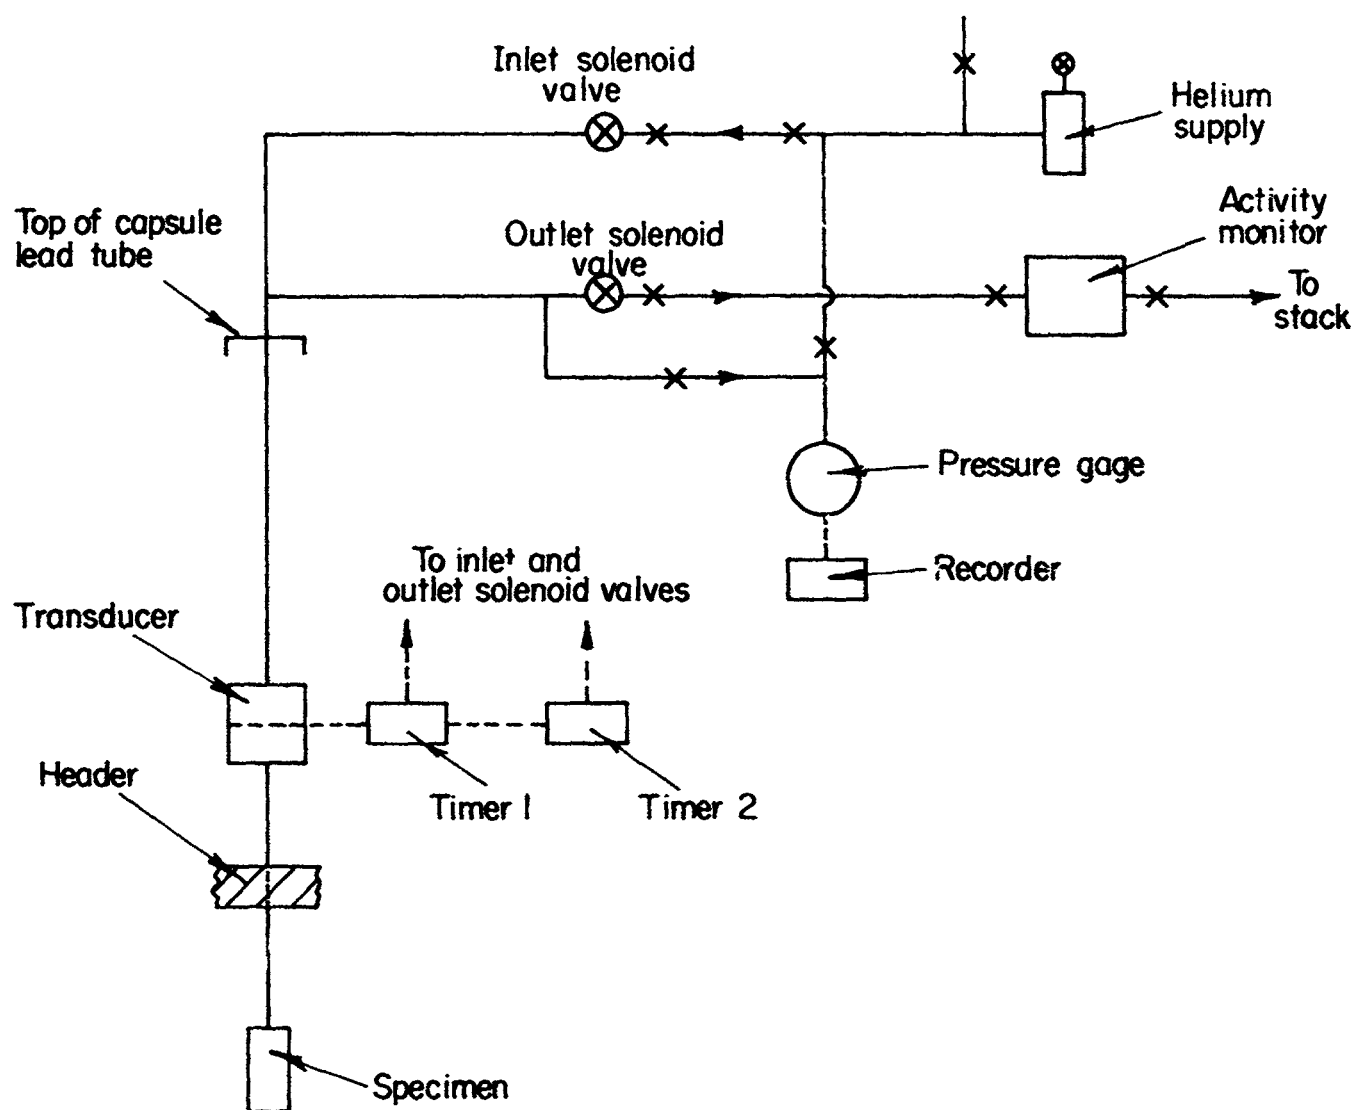 Inlet solenoid
valve
Helium
supply
Top of capsule
lead tube
Outlet solenoid
valve
Activity
monitor
To
stack
Pressure gage
Recorder
To inlet and
outlet solenoid valves
Transducer
Header
Timer 1
Timer 2
Specimen